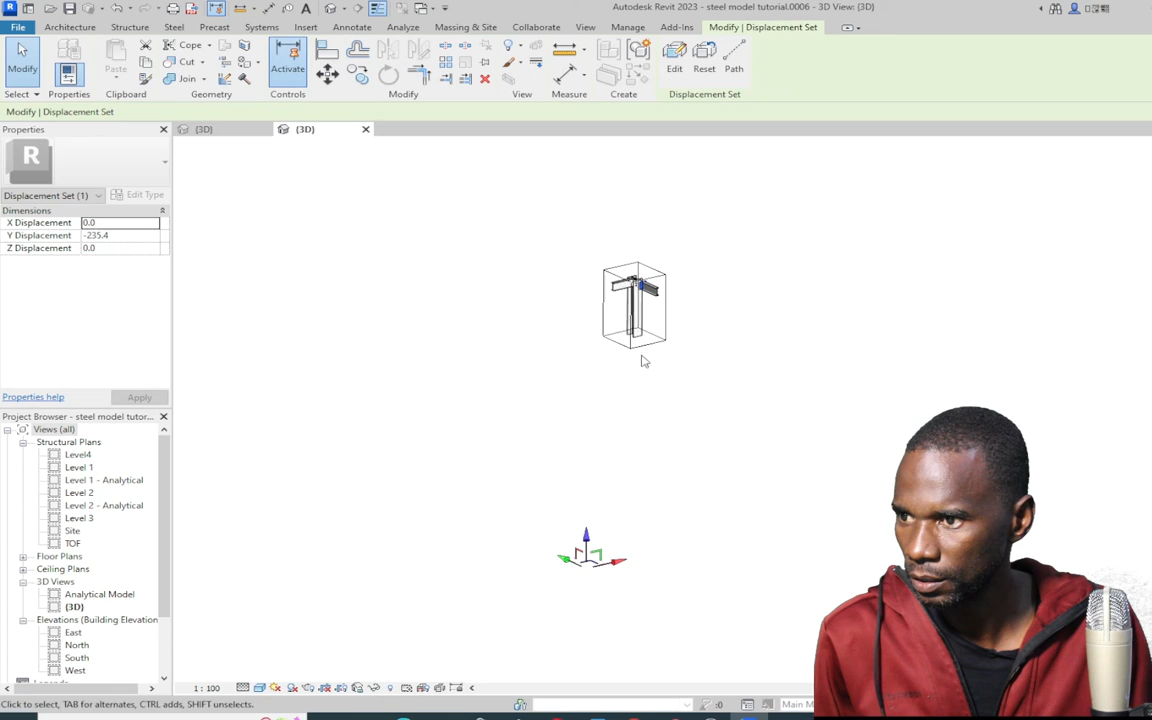 Autodesk Revit 2023 - steel model tutorial.0006 - 3D View: {3D}
File Architecture Structure Steel Precast Systems Insert Annotate Analyze Massing & Site Collaborate View Manage Add-Ins Modify | Displacement Set
Modify Paste Cope Cut Join Activate Edit Reset Path
Select Properties Clipboard Geometry Controls Modify View Measure Create Displacement Set
Modify | Displacement Set
Properties
{3D} {3D}
R
Displacement Set (1) Edit Type
Dimensions
X Displacement 0.0
Y Displacement -235.4
Z Displacement 0.0
Properties help Apply
Project Browser - steel model tutor...
Views (all)
Structural Plans
Level4
Level 1
Level 1 - Analytical
Level 2
Level 2 - Analytical
Level 3
Site
TOF
Floor Plans
Ceiling Plans
3D Views
Analytical Model
{3D}
Elevations (Building Elevation
East
North
South
West
1 : 100
Click to select, TAB for alternates, CTRL adds, SHIFT unselects. :0 Main M